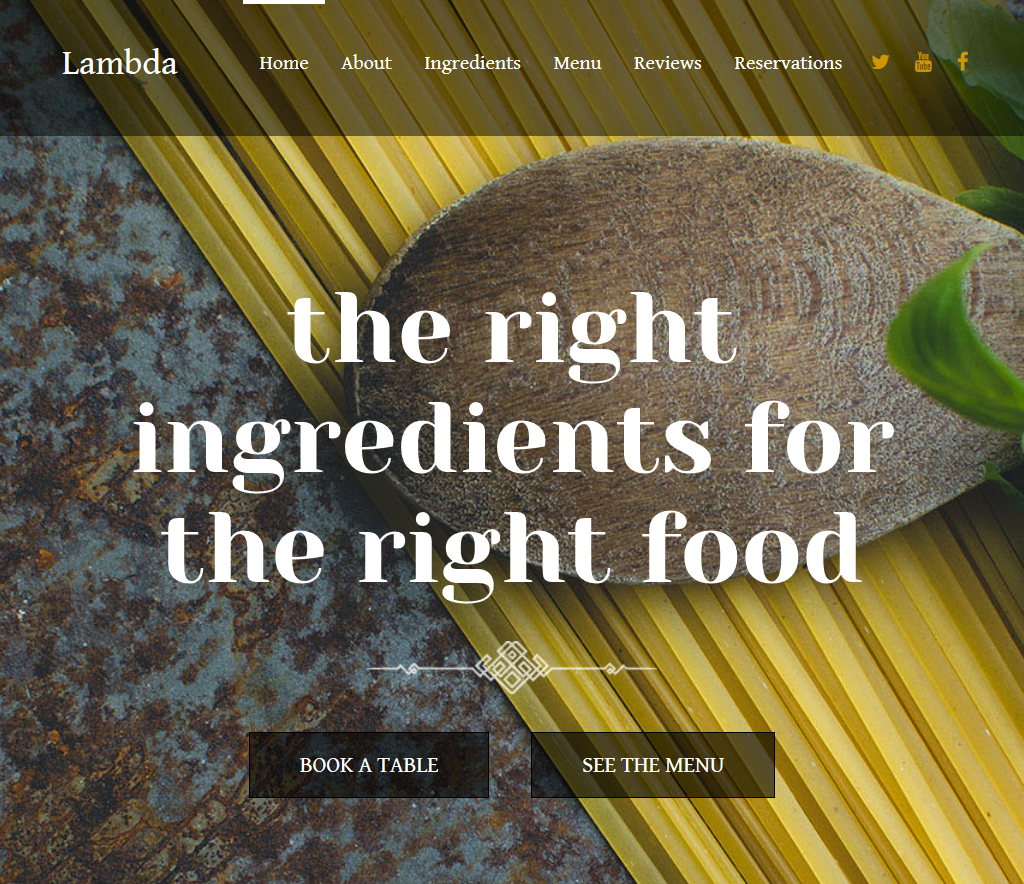 Lambda
Home About Ingredients Menu Reviews Reservations You Tube
the right
ingredients for
the right food
BOOK A TABLE SEE THE MENU